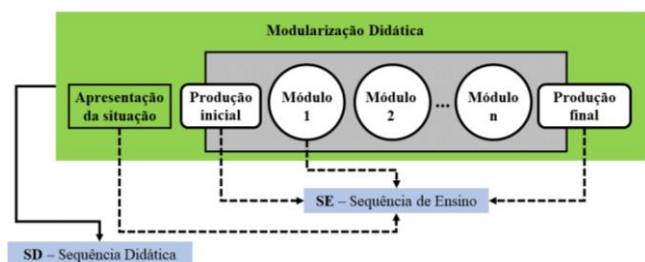 Modularização Didática
Apresentação
da situação
Produção
inicial
Módulo
1
Módulo
2
...
Módulo
n
Produção
final
SE – Sequência de Ensino
SD – Sequência Didática